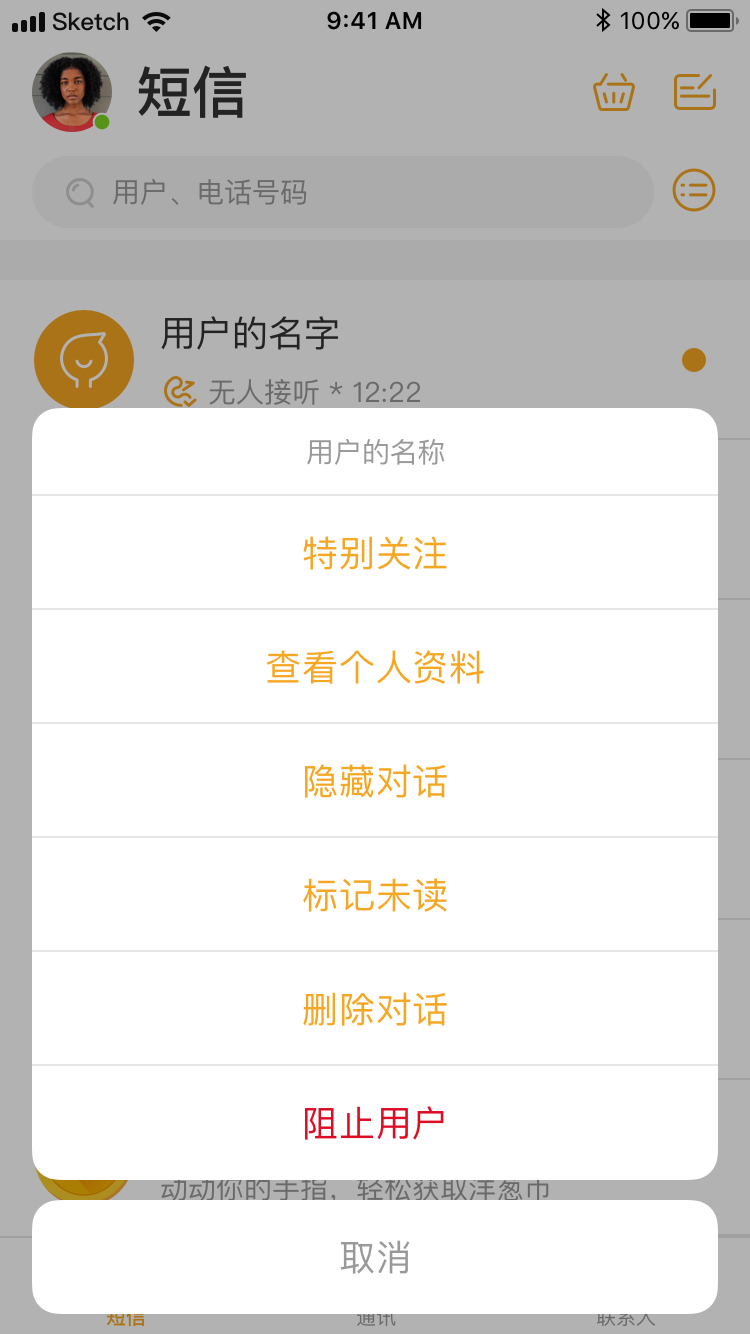 Sketch 9:41 AM 100%
短信
用户、电话号码
用户的名字
无人接听 * 12:22
用户的名称
特别关注
查看个人资料
隐藏对话
标记未读
删除对话
阻止用户
动动你的手指，轻松获取洋葱币
取消
短信 通讯 联系人